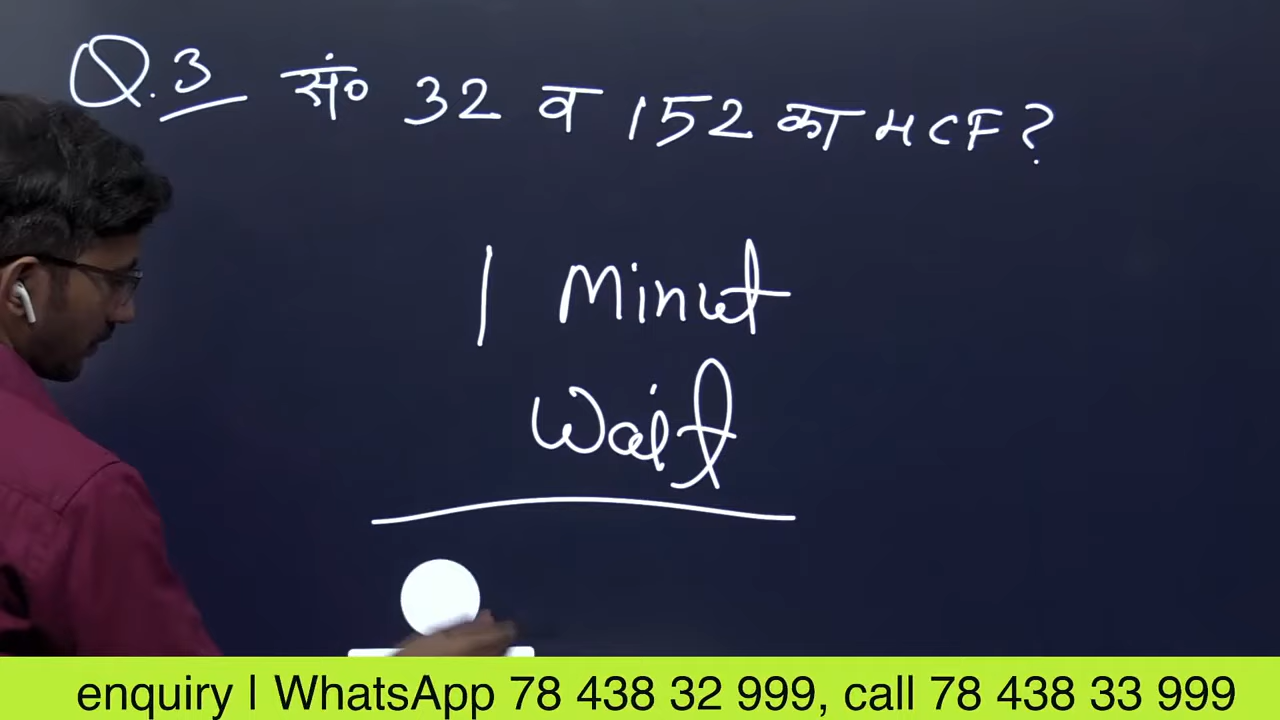 Q.3 सं० 32 व 152 का HCF?
1 Minut
Wait
enquiry | WhatsApp 78 438 32 999, call 78 438 33 999